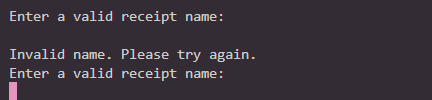 Enter a valid receipt name:
Invalid name. Please try again.
Enter a valid receipt name: